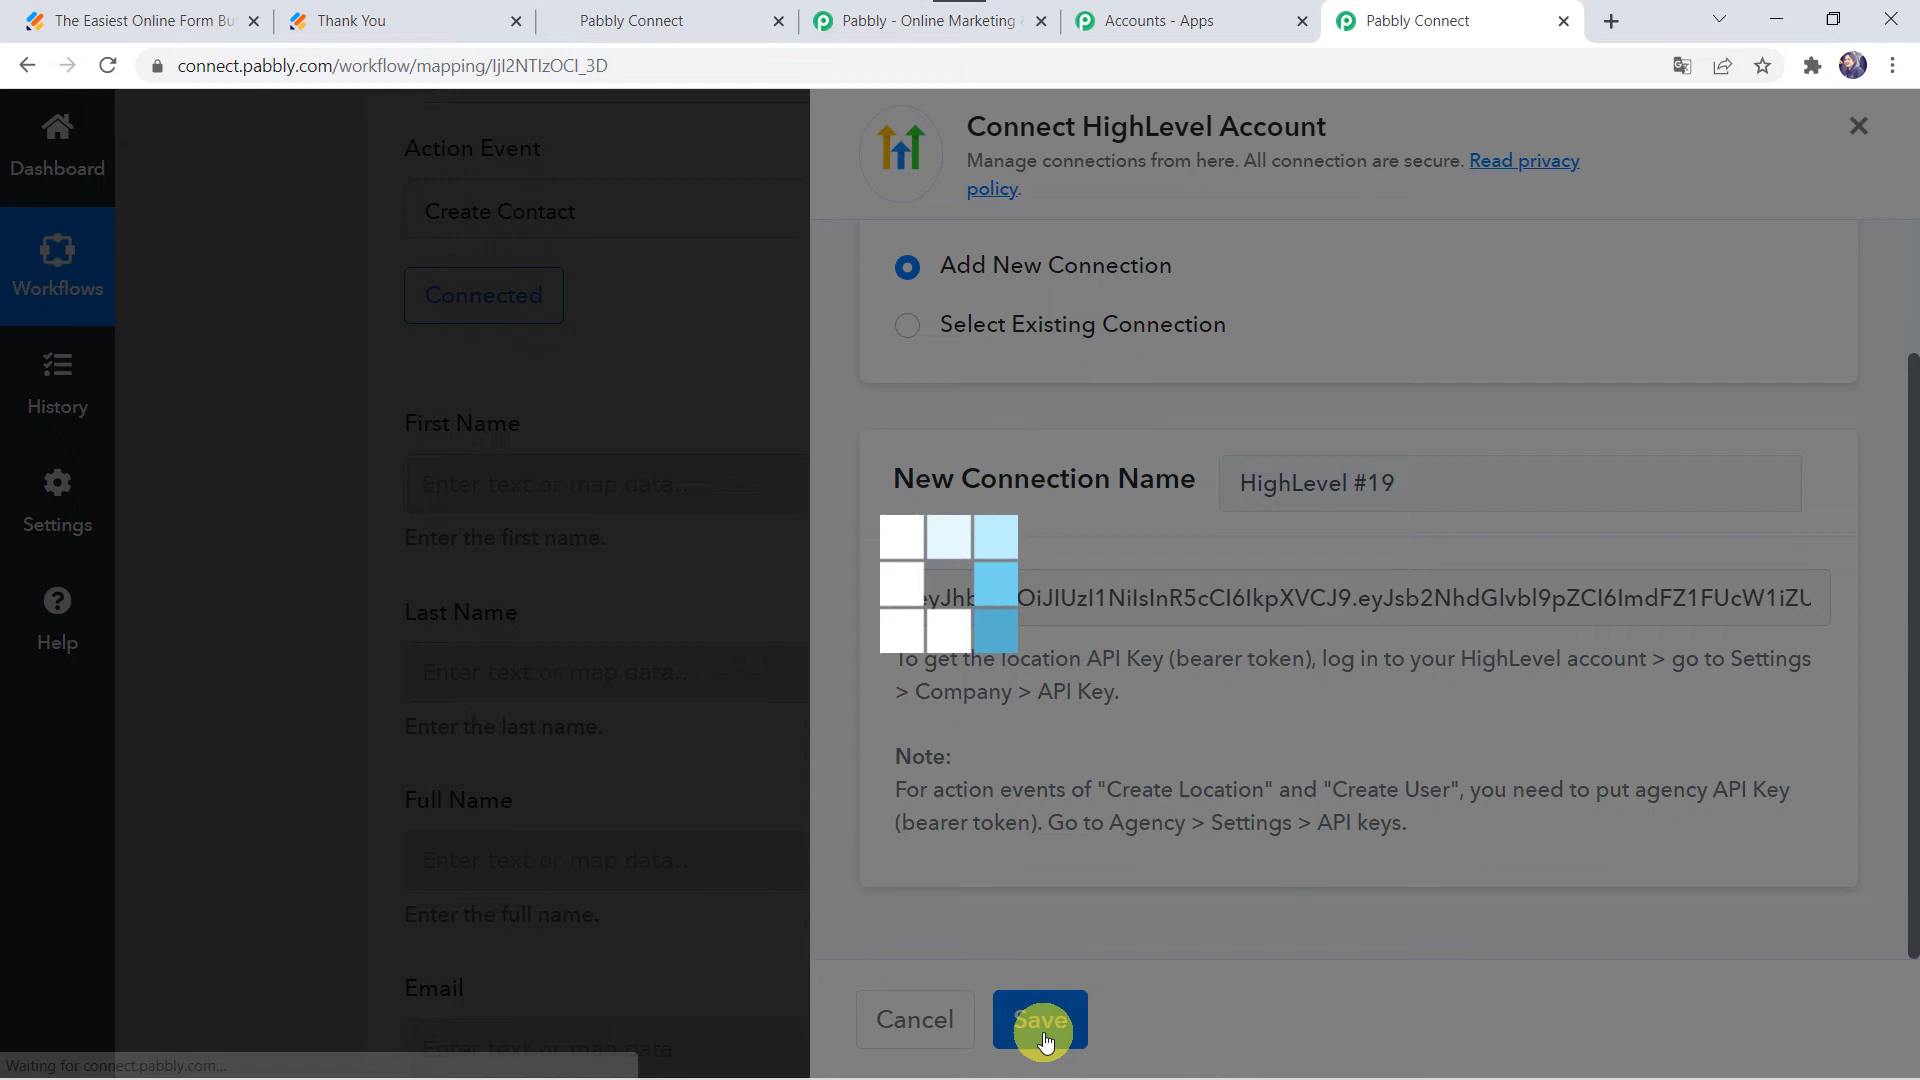 The Easiest Online Form Bu
Thank You
Pabbly Connect
Pabbly - Online Marketing
Accounts - Apps
Pabbly Connect
connect.pabbly.com/workflow/mapping/IjI2NTIzOCI_3D
Dashboard
Workflows
History
Settings
Help
Action Event
Create Contact
Connected
First Name
Enter text or map data..
Enter the first name.
Last Name
Enter text or map data..
Enter the last name.
Full Name
Enter text or map data..
Enter the full name.
Email
Enter text or map data
Waiting for connect.pabbly.com...
Connect HighLevel Account
Manage connections from here. All connection are secure. Read privacy
policy.
Add New Connection
Select Existing Connection
New Connection Name
HighLevel #19
OiJIUzI1NiIsInR5cCI6IkpXVCJ9.eyJsb2NhdGlvbl9pZCI6ImdFZ1FUcW1iZU
To get the location API Key (bearer token), log in to your HighLevel account > go to Settings
> Company > API Key.
Note:
For action events of "Create Location" and "Create User", you need to put agency API Key
(bearer token). Go to Agency > Settings > API keys.
Cancel
Save